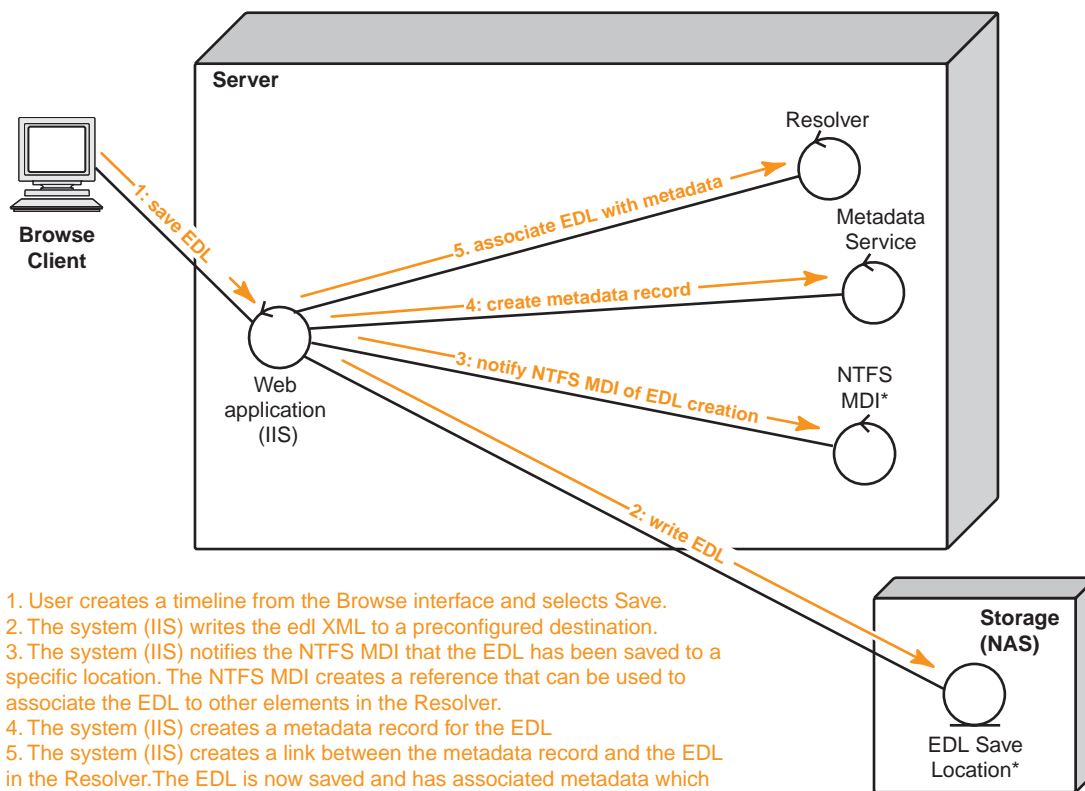 Server
Resolver
Browse
Client
1: save EDL
5. associate EDL with metadata
Metadata
Service
4: create metadata record
3: notify NTFS MDI of EDL creation
NTFS
MDI*
Web
application
(IIS)
2: write EDL
1. User creates a timeline from the Browse interface and selects Save.
2. The system (IIS) writes the edl XML to a preconfigured destination.
3. The system (IIS) notifies the NTFS MDI that the EDL has been saved to a
specific location. The NTFS MDI creates a reference that can be used to
associate the EDL to other elements in the Resolver.
4. The system (IIS) creates a metadata record for the EDL
5. The system (IIS) creates a link between the metadata record and the EDL
in the Resolver.The EDL is now saved and has associated metadata which
Storage
(NAS)
EDL Save
Location*